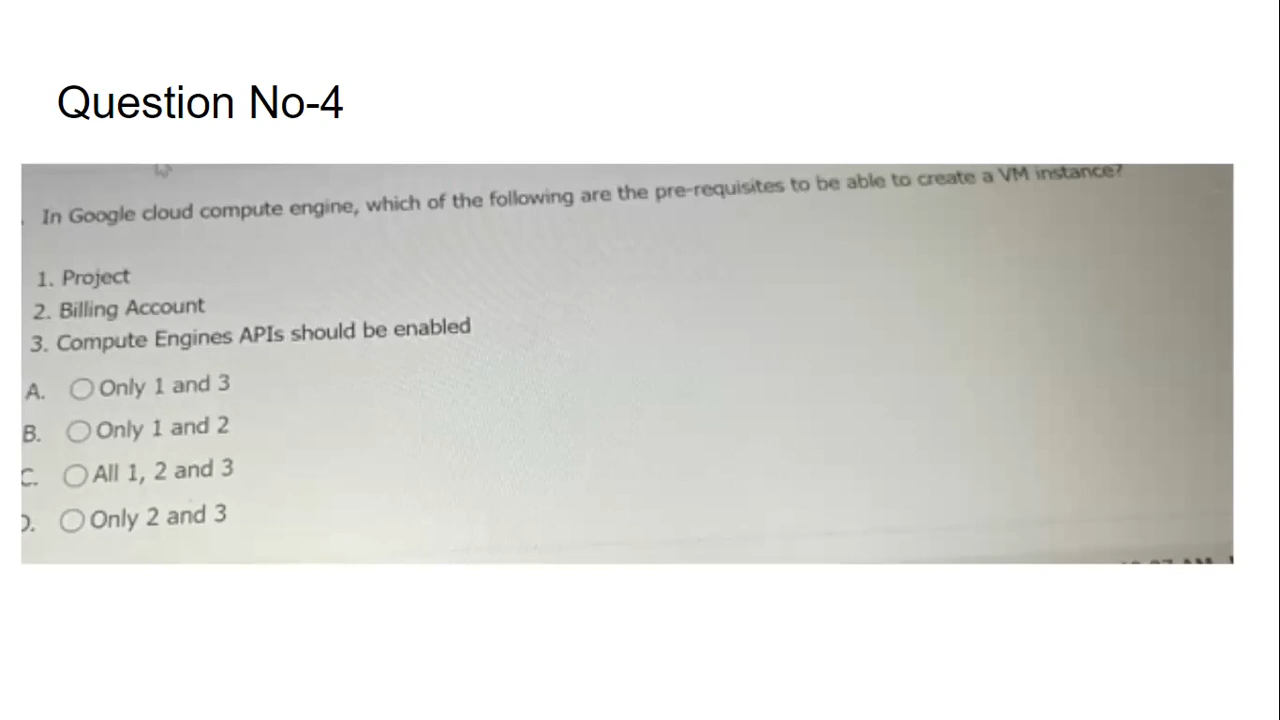 Question No-4
In Google cloud compute engine, which of the following are the pre-requisites to be able to create a VM instance?
1. Project
2. Billing Account
3. Compute Engines APIs should be enabled
A. Only 1 and 3
B. Only 1 and 2
C. All 1, 2 and 3
D. Only 2 and 3